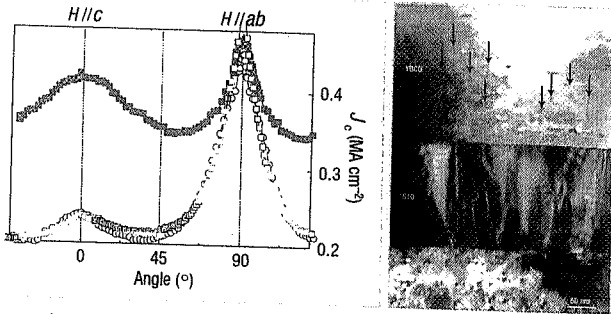 H//c
H//ab
0.4
0.3
0.2
J_c (MA cm⁻²)
0
45
90
Angle (°)
YBCO
STO
50 nm